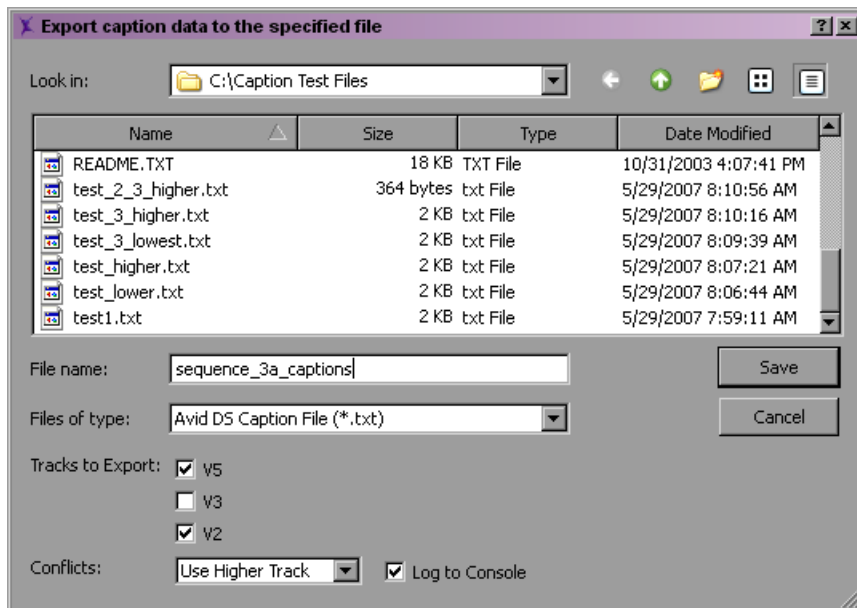 Export caption data to the specified file
Look in: C:\Caption Test Files
Name Size Type Date Modified
README.TXT 18 KB TXT File 10/31/2003 4:07:41 PM
test_2_3_higher.txt 364 bytes txt File 5/29/2007 8:10:56 AM
test_3_higher.txt 2 KB txt File 5/29/2007 8:10:16 AM
test_3_lowest.txt 2 KB txt File 5/29/2007 8:09:39 AM
test_higher.txt 2 KB txt File 5/29/2007 8:07:21 AM
test_lower.txt 2 KB txt File 5/29/2007 8:06:44 AM
test1.txt 2 KB txt File 5/29/2007 7:59:11 AM
File name: sequence_3a_captions Save
Files of type: Avid DS Caption File (*.txt) Cancel
Tracks to Export: V5
V3
V2
Conflicts: Use Higher Track Log to Console